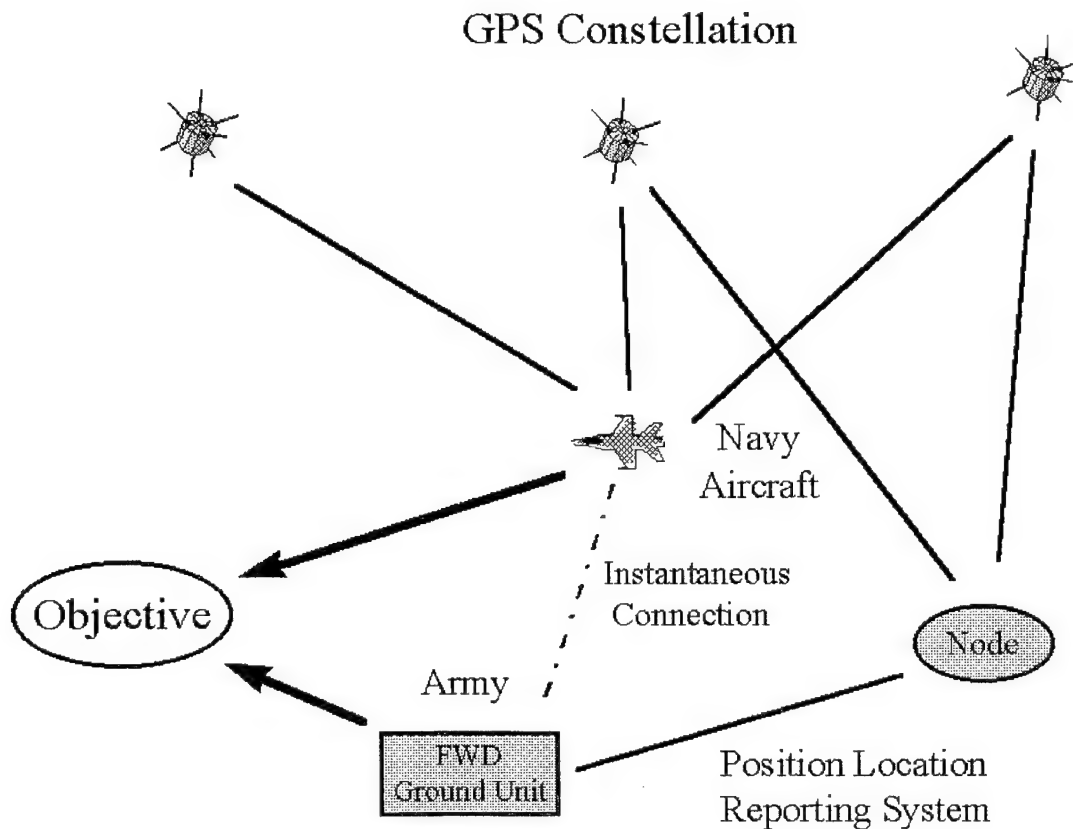 GPS Constellation
Navy
Aircraft
Instantaneous
Connection
Objective
Node
Army
FWD
Ground Unit
Position Location
Reporting System